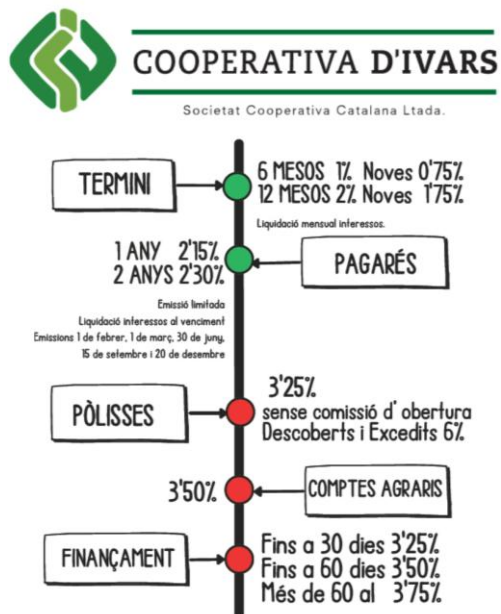 COOPERATIVA D'IVARS
Societat Cooperativa Catalana Ltada.
TERMINI
6 MESOS 1% Noves 0'75%
12 MESOS 2% Noves 1'75%
Liquidació mensual interessos.
1 ANY 2'15%
2 ANYS 2'30%
PAGARÉS
Emissió limitada
Liquidació interessos al venciment
Emissions 1 de febrer, 1 de març, 30 de juny,
15 de setembre i 20 de desembre
PÒLISSES
3'25%
sense comissió d' obertura
Descoberts i Excedits 6%
3'50%
COMPTES AGRARIS
FINANÇAMENT
Fins a 30 dies 3'25%
Fins a 60 dies 3'50%
Més de 60 al 3'75%